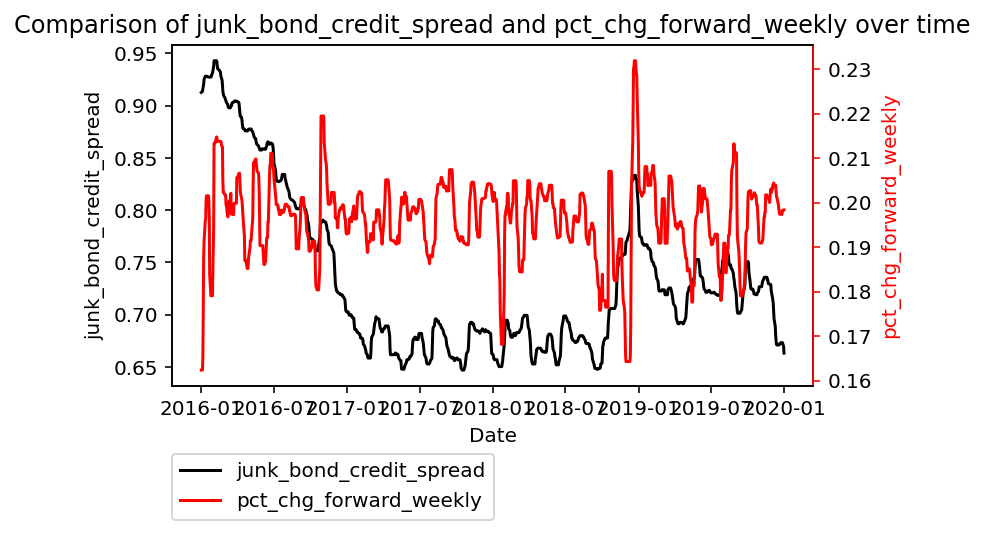 Comparison of junk_bond_credit_spread and pct_chg_forward_weekly over time
junk_bond_credit_spread
0.95
0.90
0.85
0.80
0.75
0.70
0.65
0.23
0.22
0.21
0.20
0.19
0.18
0.17
0.16
pct_chg_forward_weekly
2016-01 2016-07 2017-01 2017-07 2018-01 2018-07 2019-01 2019-07 2020-01
Date
junk_bond_credit_spread
pct_chg_forward_weekly